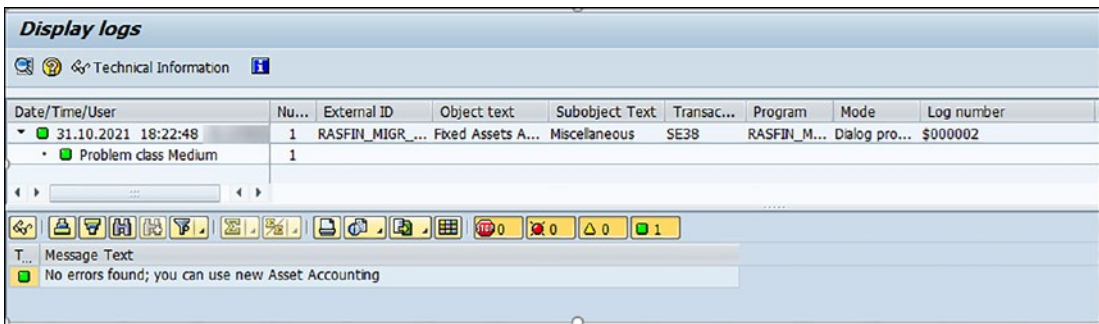 Display logs
Technical Information
Date/Time/User Nu... External ID Object text Subobject Text Transac... Program Mode Log number
31.10.2021 18:22:48 1 RASFIN_MIGR_... Fixed Assets A... Miscellaneous SE38 RASFIN_M... Dialog pro... $000002
Problem class Medium 1
STOP 0 0 0 1
T... Message Text
No errors found; you can use new Asset Accounting